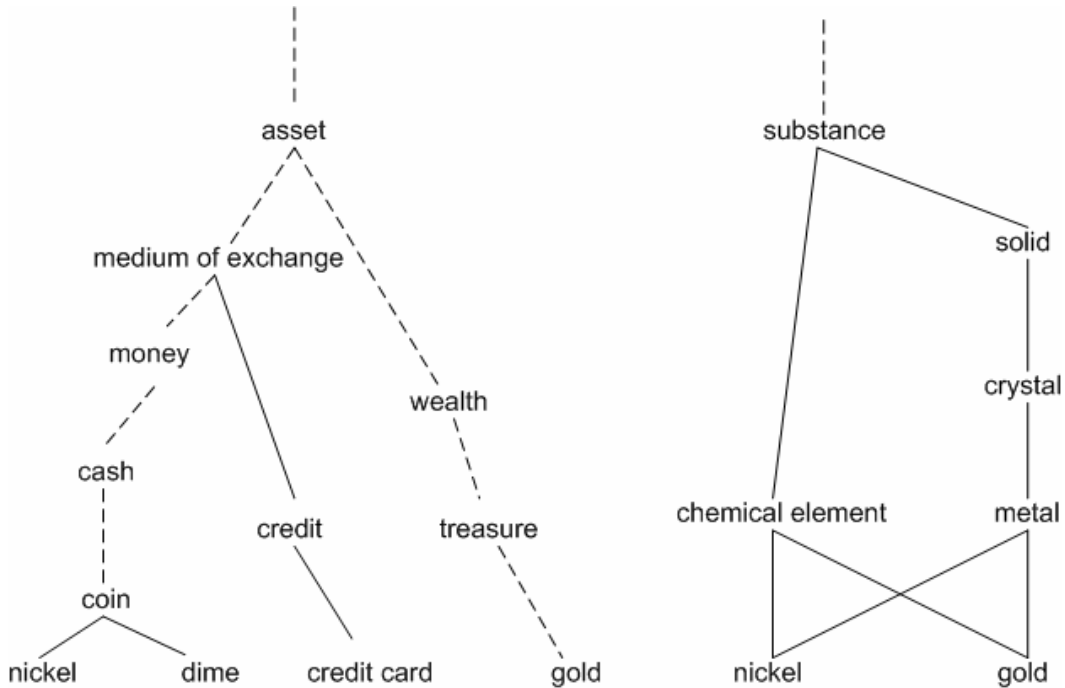 asset
substance
solid
medium of exchange
money
crystal
wealth
cash
chemical element
metal
credit
treasure
coin
nickel
dime
credit card
gold
nickel
gold